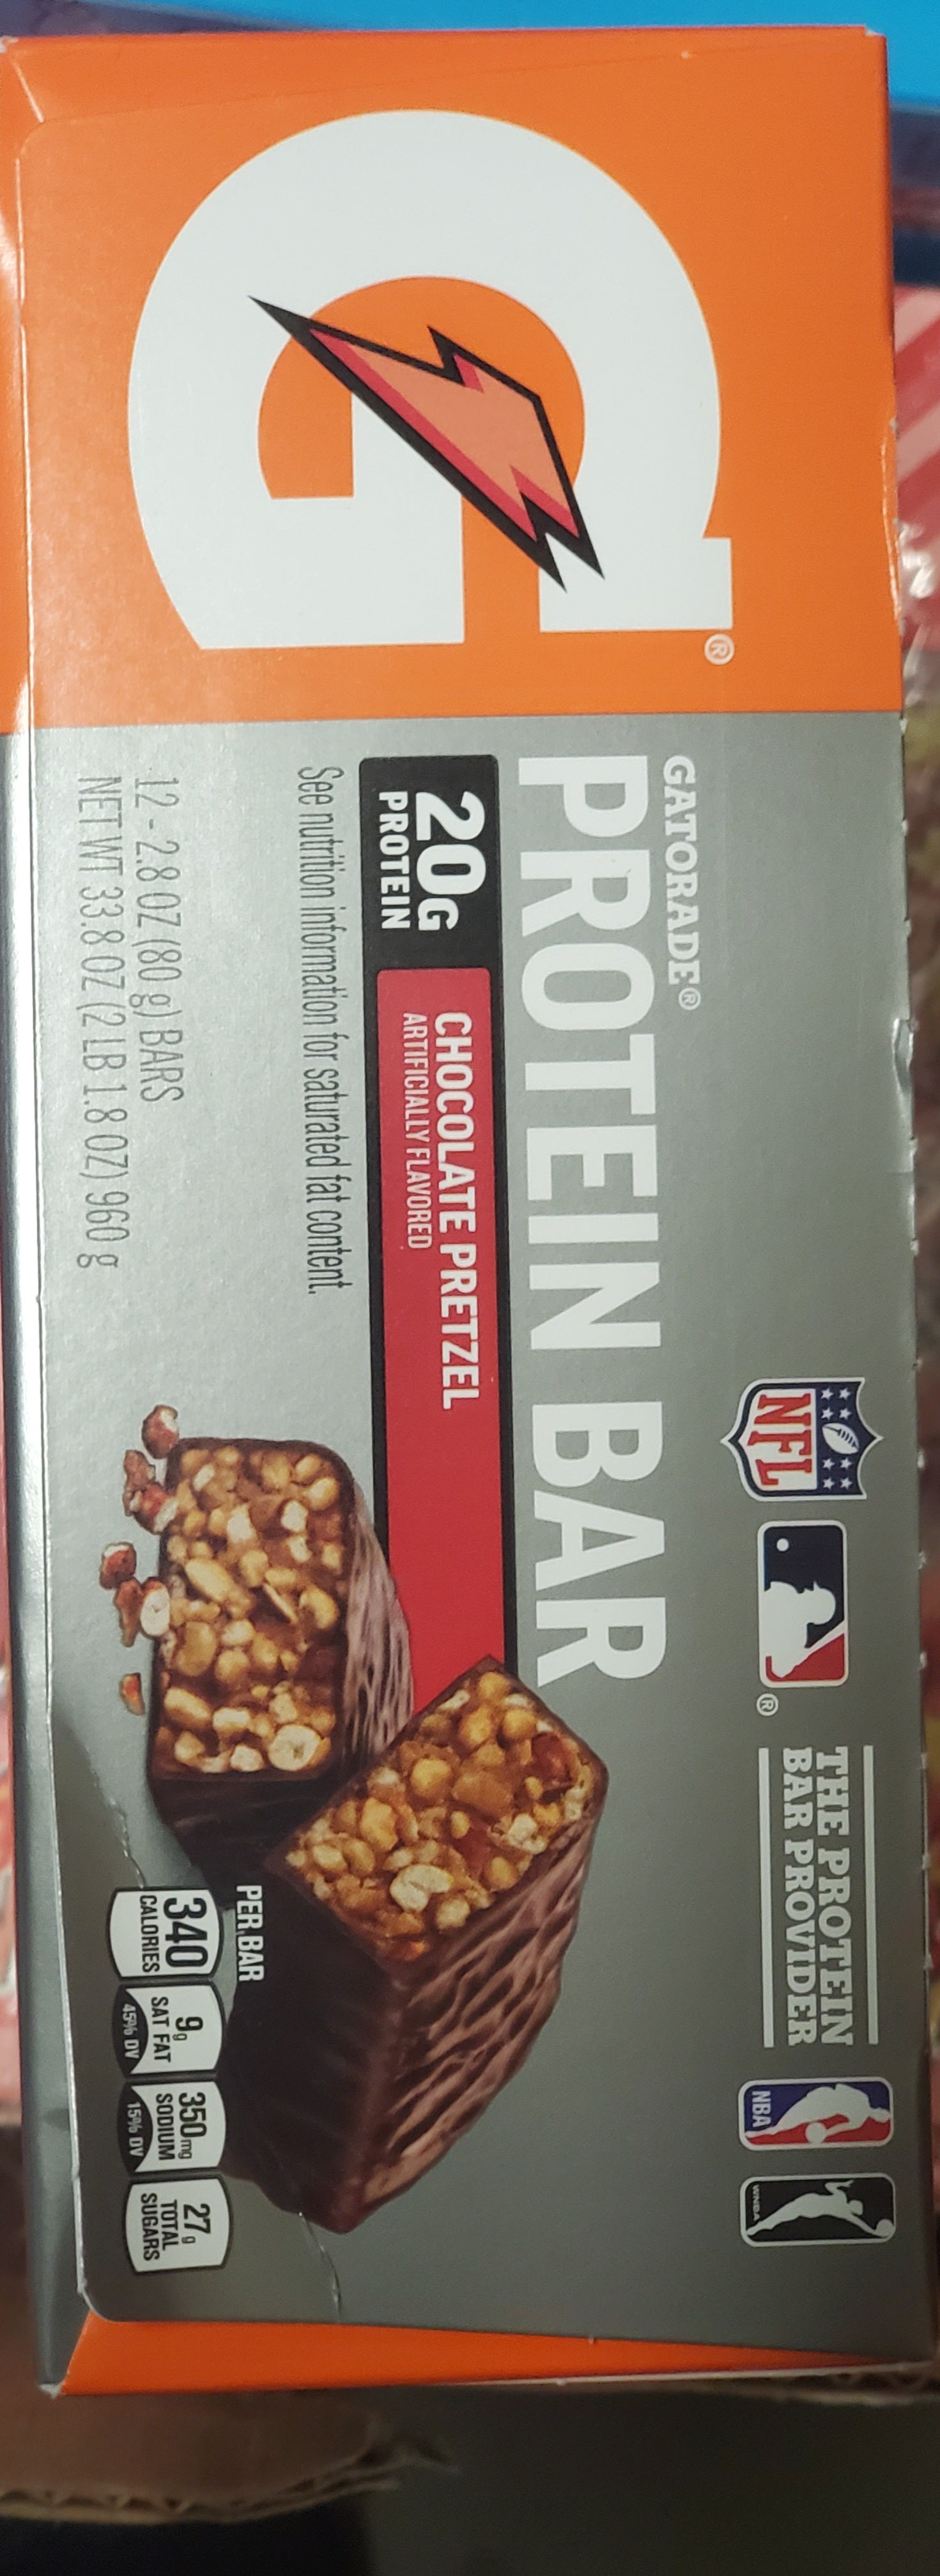 G®
NFL
®
THE PROTEIN
BAR PROVIDER
NBA
WNBA
GATORADE®
PROTEIN BAR
20G
PROTEIN
CHOCOLATE PRETZEL
ARTIFICIALLY FLAVORED
See nutrition information for saturated fat content.
12 - 2.8 OZ (80 g) BARS
NET WT 33.8 OZ (2 LB 1.8 OZ) 960 g
PER BAR
340
CALORIES
9g
SAT FAT
45% DV
350mg
SODIUM
15% DV
27g
TOTAL
SUGARS